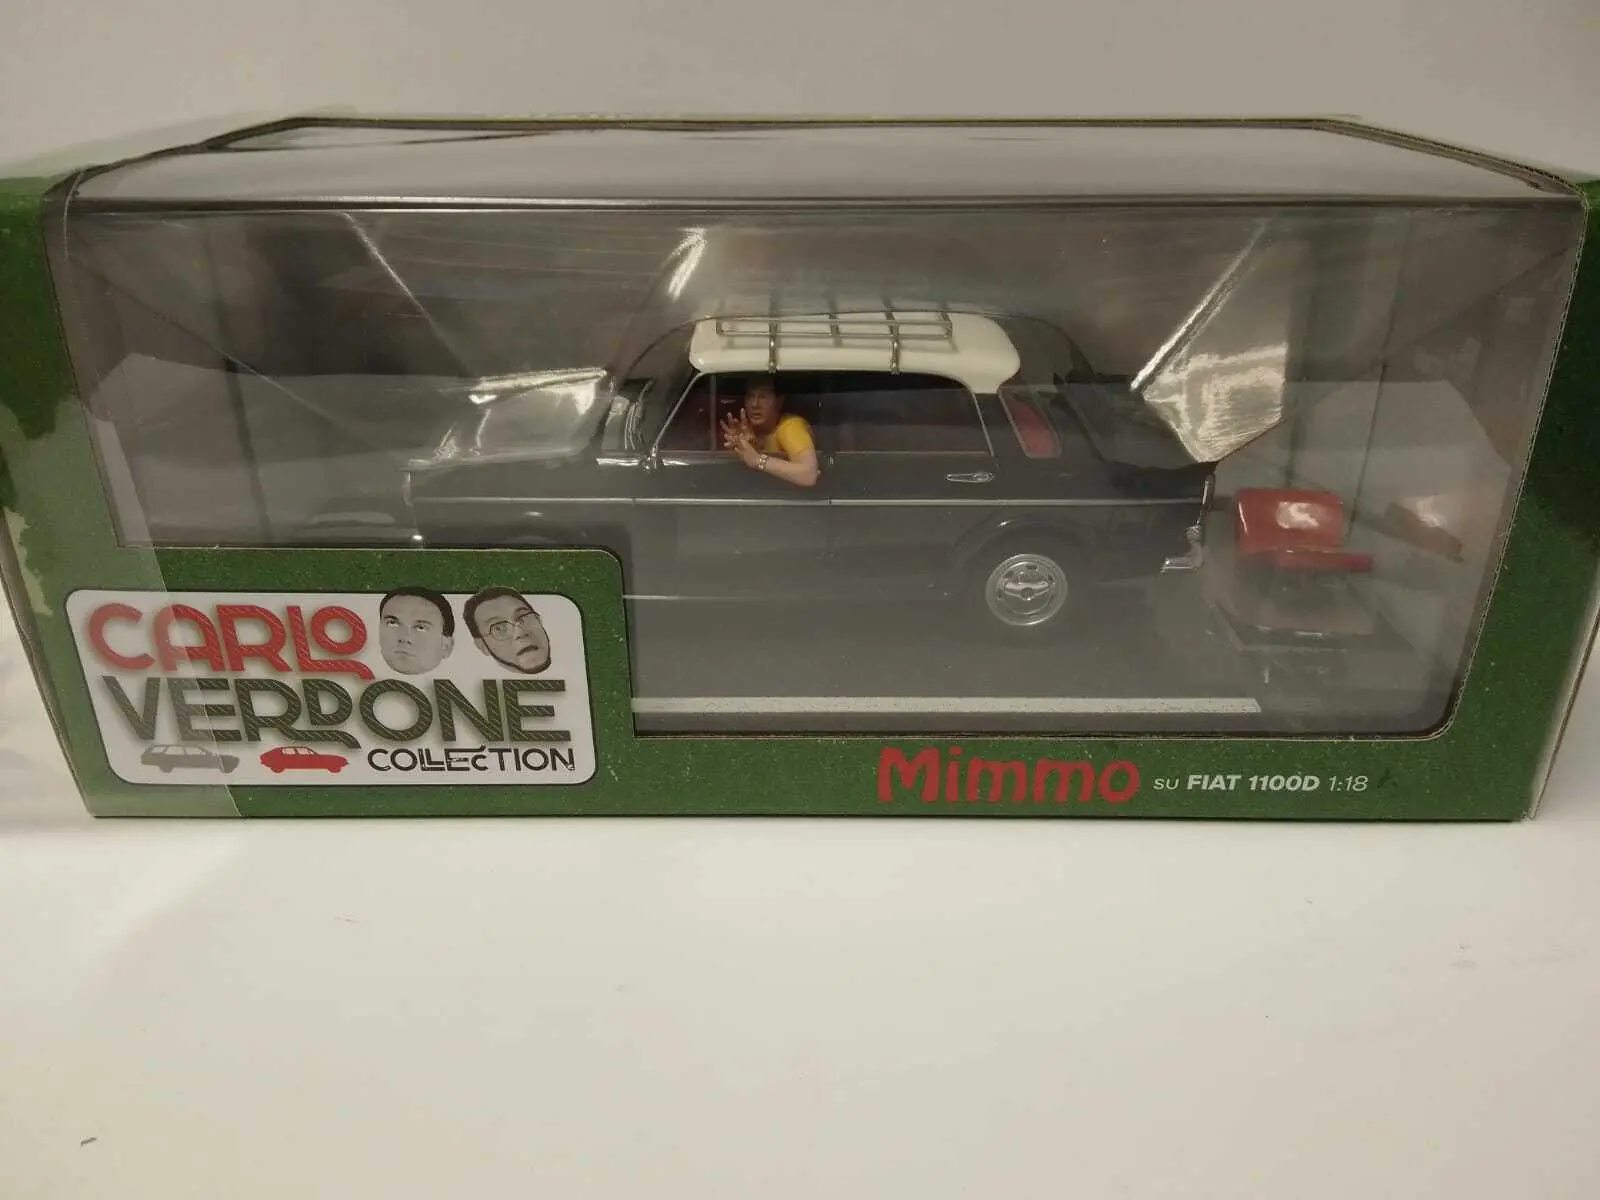 CARLO
VERDONE
COLLECTION
Mimmo su FIAT 1100D 1:18